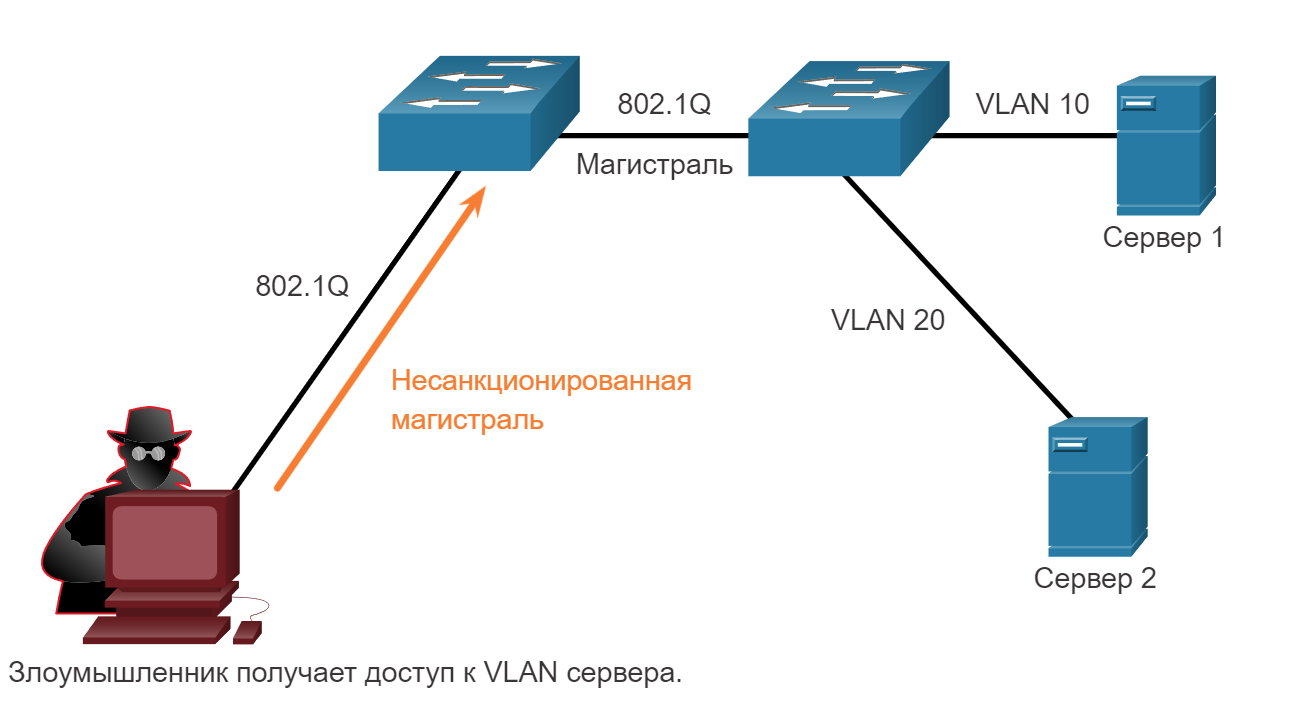 802.1Q
Магистраль
VLAN 10
Сервер 1
802.1Q
VLAN 20
Несанкционированная
магистраль
Сервер 2
Злоумышленник получает доступ к VLAN сервера.